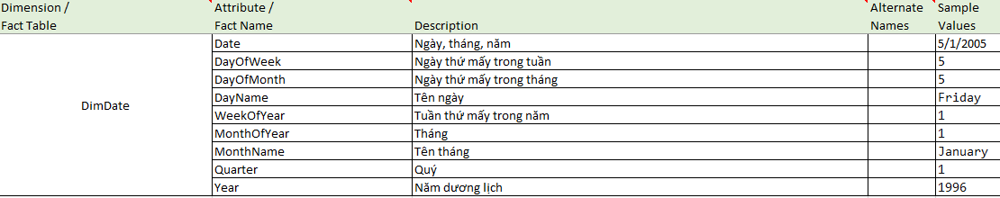 Dimension / Attribute / Alternate Sample
Fact Table Fact Name Description Names Values
Date Ngày, tháng, năm 5/1/2005
DayOfWeek Ngày thứ mấy trong tuần 5
DayOfMonth Ngày thứ mấy trong tháng 5
DimDate DayName Tên ngày Friday
WeekOfYear Tuần thứ mấy trong năm 1
MonthOfYear Tháng 1
MonthName Tên tháng January
Quarter Quý 1
Year Năm dương lịch 1996